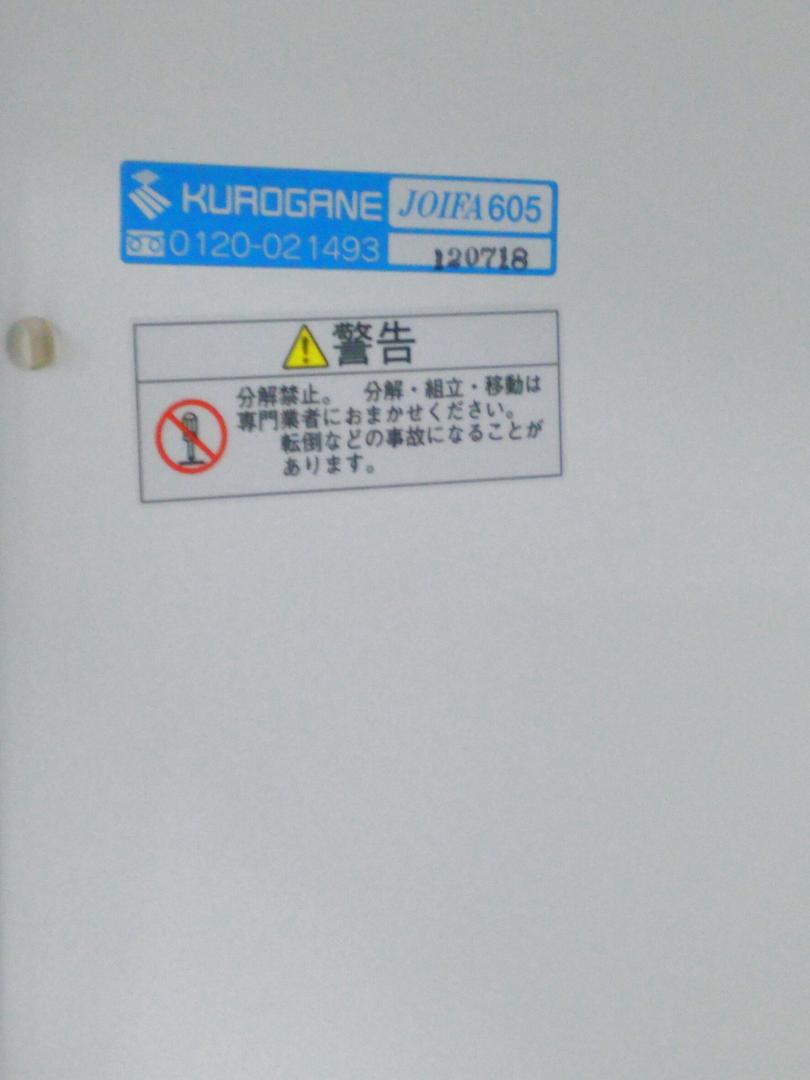 KUROGANE JOIFA605
0120-021493 120718
警告
分解禁止。 分解・組立・移動は
専門業者におまかせください。
転倒などの事故になることが
あります。